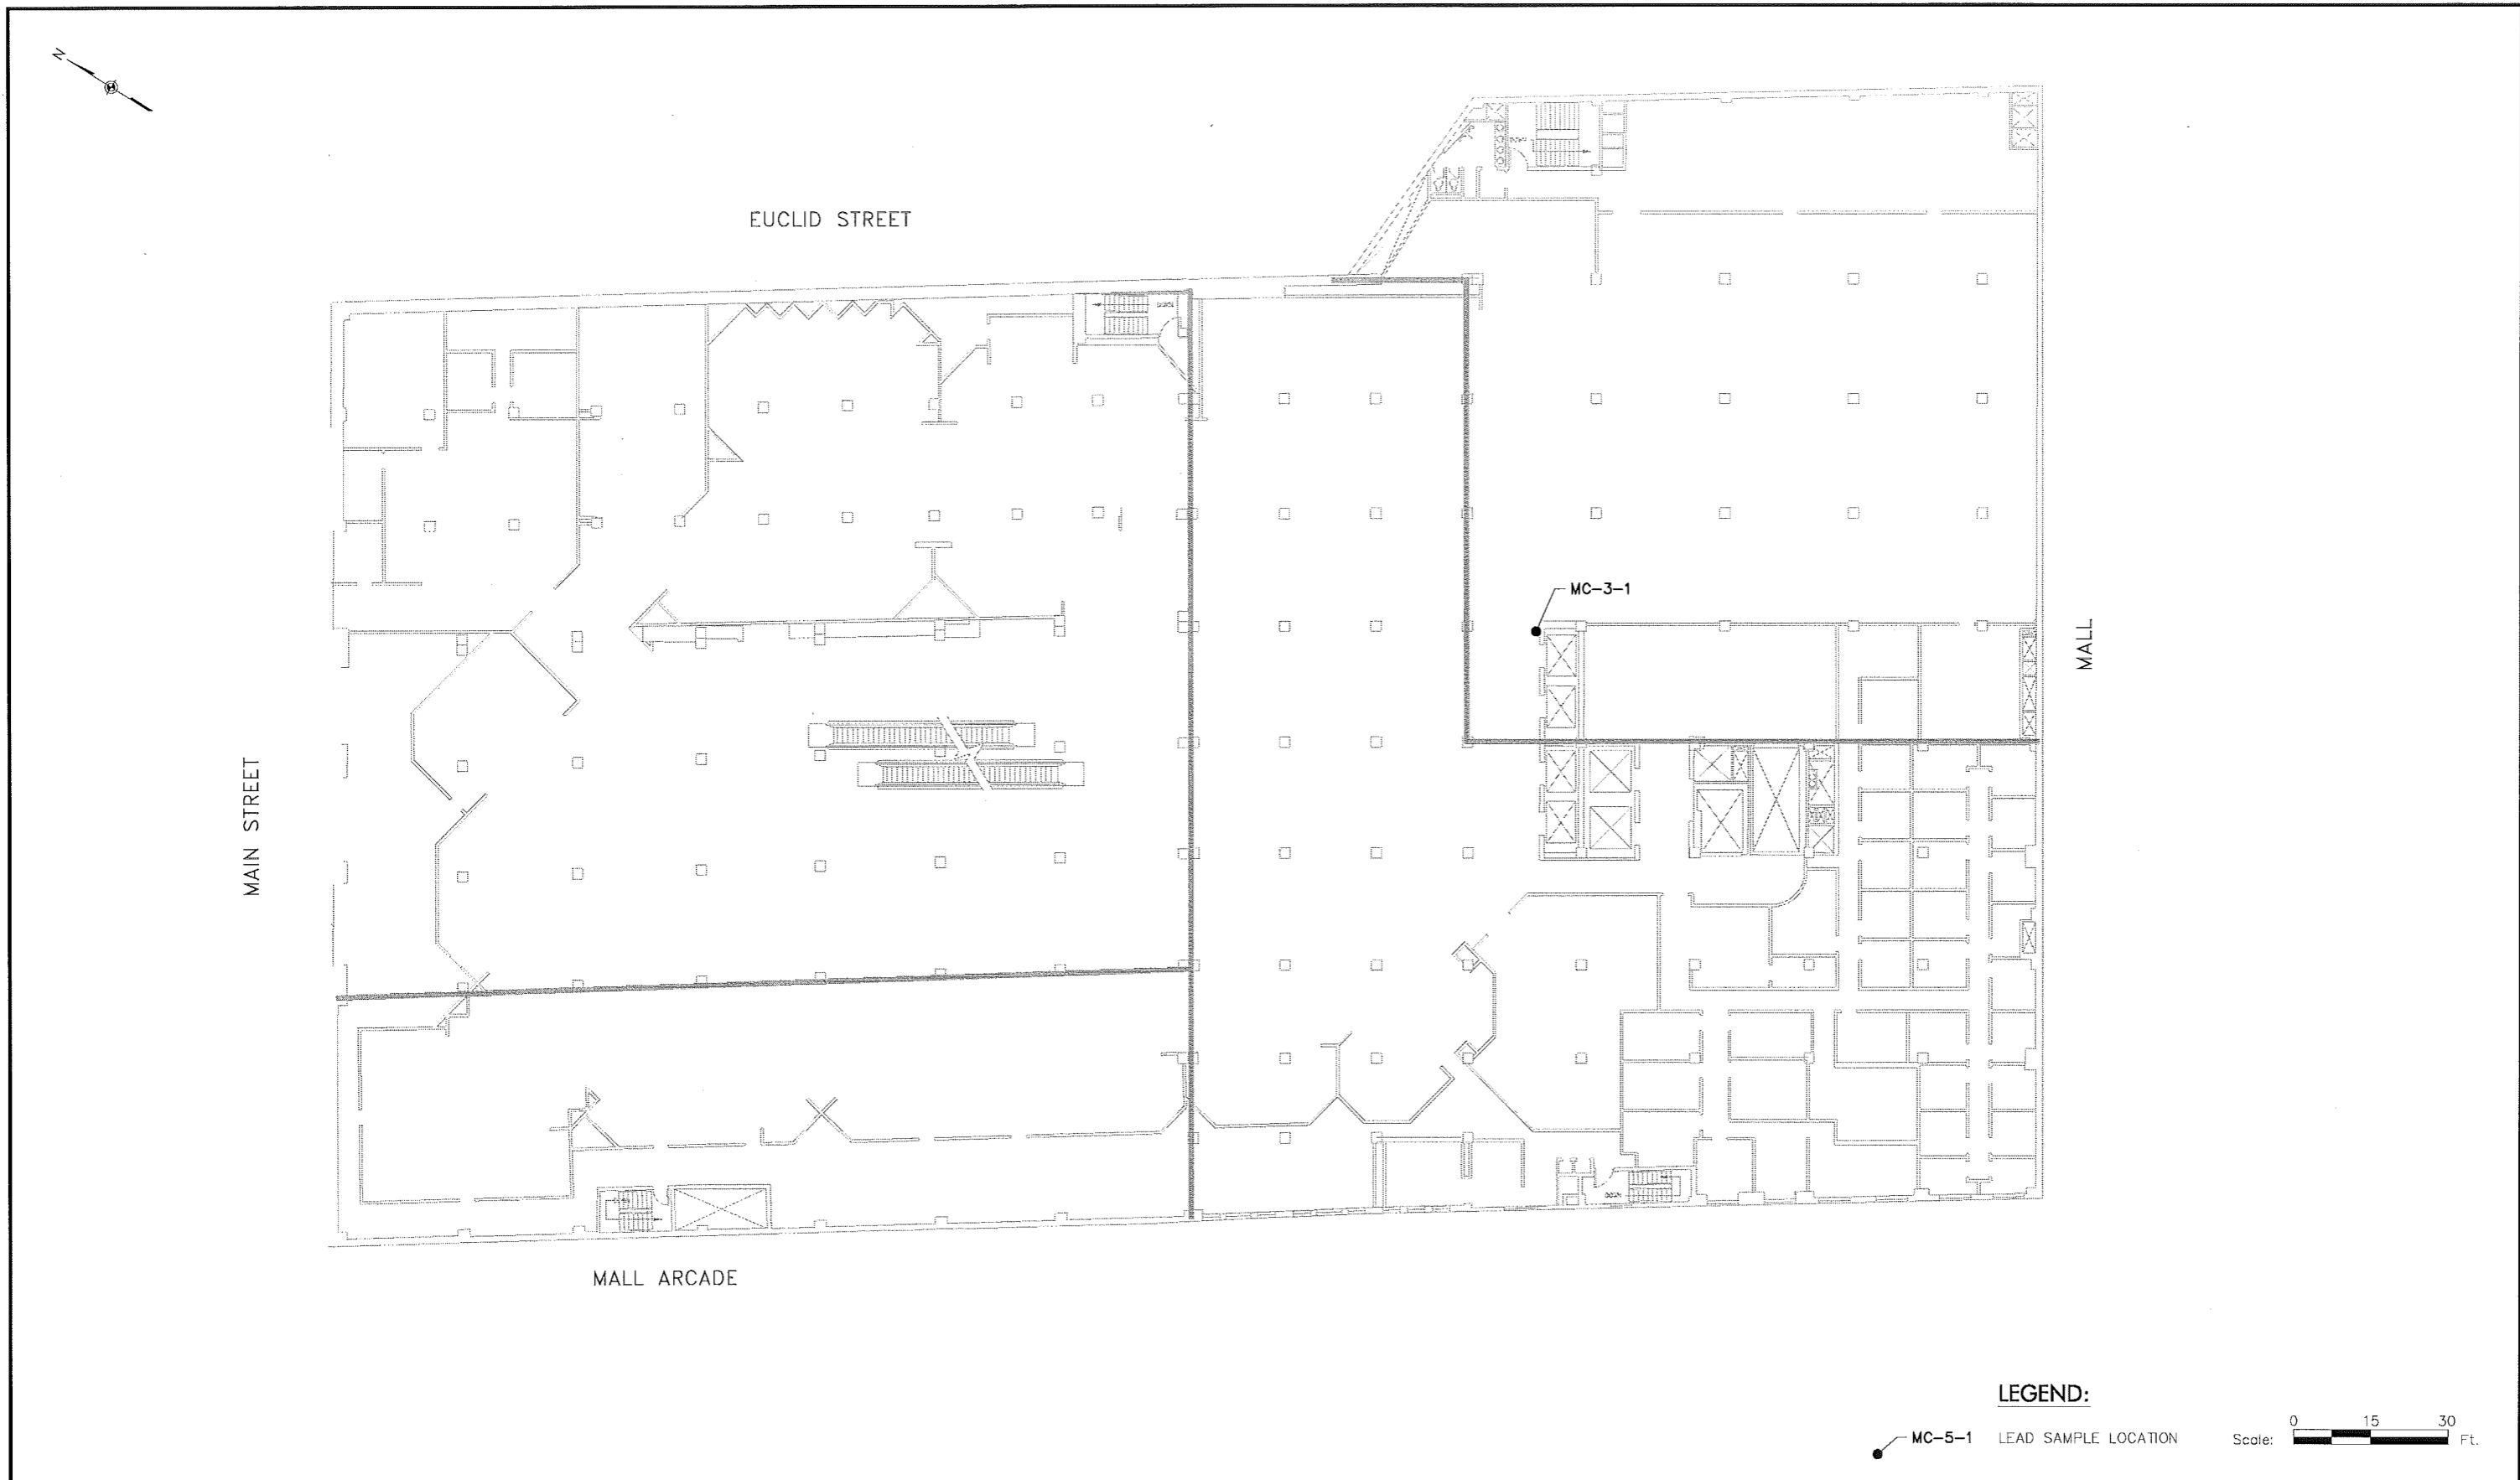 N
EUCLID STREET
MC-3-1
MALL
MAIN STREET
DOWN
MALL ARCADE
LEGEND:
MC-5-1 LEAD SAMPLE LOCATION
Scale: 0 15 30 Ft.